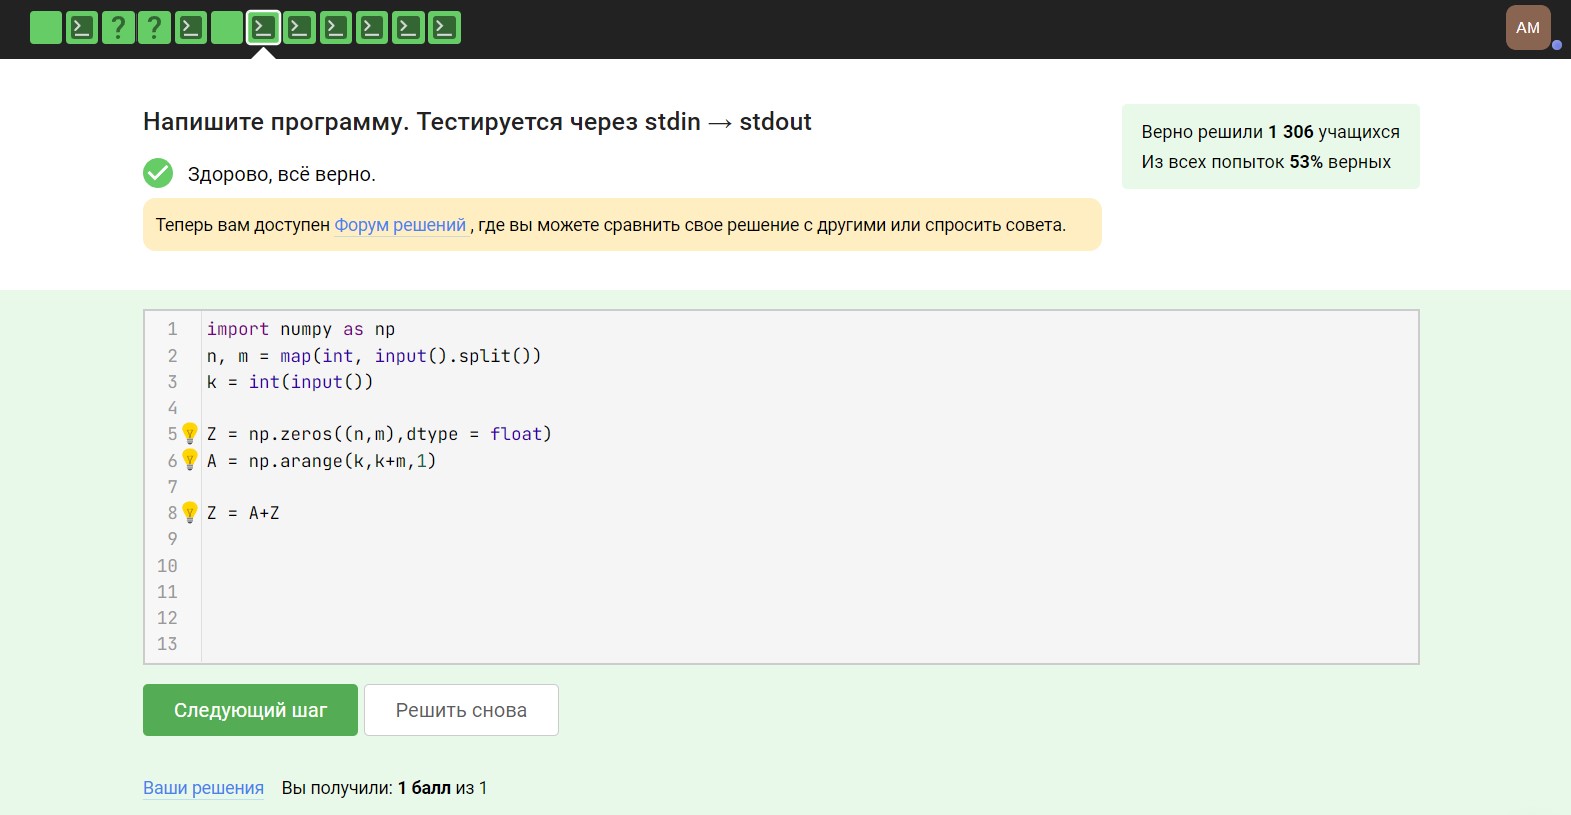 AM
Напишите программу. Тестируется через stdin → stdout
Верно решили 1 306 учащихся
Из всех попыток 53% верных
Здорово, всё верно.
Теперь вам доступен Форум решений , где вы можете сравнить свое решение с другими или спросить совета.
1 import numpy as np
2 n, m = map(int, input().split())
3 k = int(input())
4
5 Z = np.zeros((n,m),dtype = float)
6 A = np.arange(k,k+m,1)
7
8 Z = A+Z
9
10
11
12
13
Следующий шаг Решить снова
Ваши решения Вы получили: 1 балл из 1